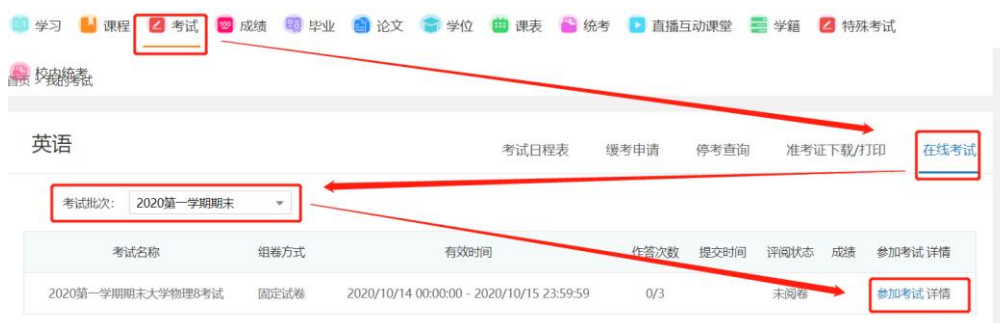 学习 课程 考试 成绩 毕业 论文 学位 课表 统考 直播互动课堂 学籍 特殊考试
校内统考
首页 > 我的考试
英语 考试日程表 缓考申请 停考查询 准考证下载/打印 在线考试
考试批次: 2020第一学期期末
考试名称 组卷方式 有效时间 作答次数 提交时间 评阅状态 成绩 参加考试 详情
2020第一学期期末大学物理8考试 固定试卷 2020/10/14 00:00:00 - 2020/10/15 23:59:59 0/3 未阅卷 参加考试 详情